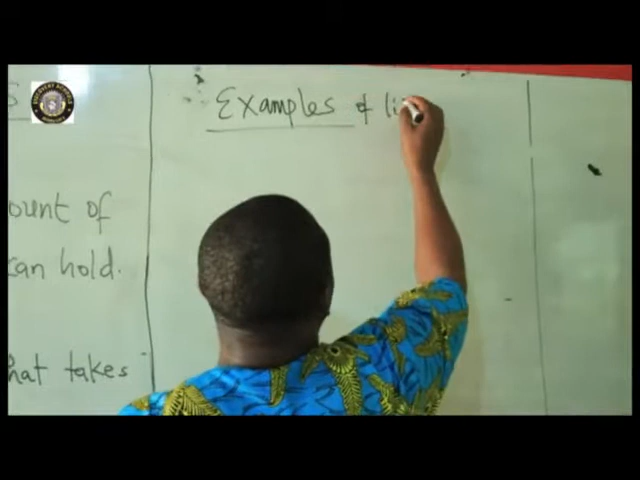 s
ount of
can hold.
hat takes
Examples of li